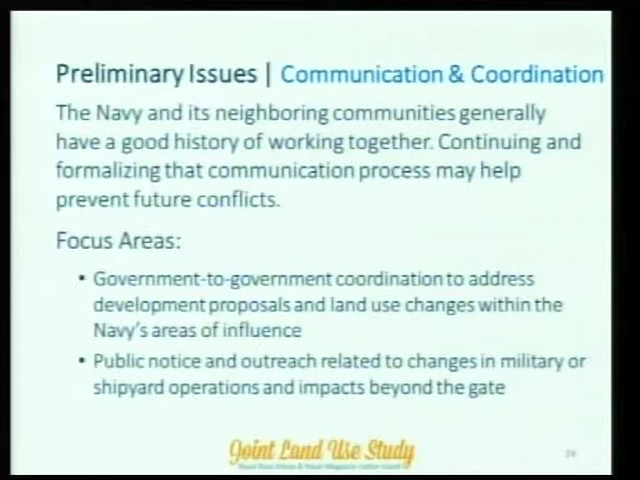 Preliminary Issues | Communication & Coordination
The Navy and its neighboring communities generally
have a good history of working together. Continuing and
formalizing that communication process may help
prevent future conflicts.
Focus Areas:
• Government-to-government coordination to address
development proposals and land use changes within the
Navy's areas of influence
• Public notice and outreach related to changes in military or
shipyard operations and impacts beyond the gate
Joint Land Use Study